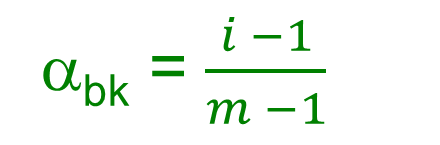 α_bk = (i − 1)/(m − 1)